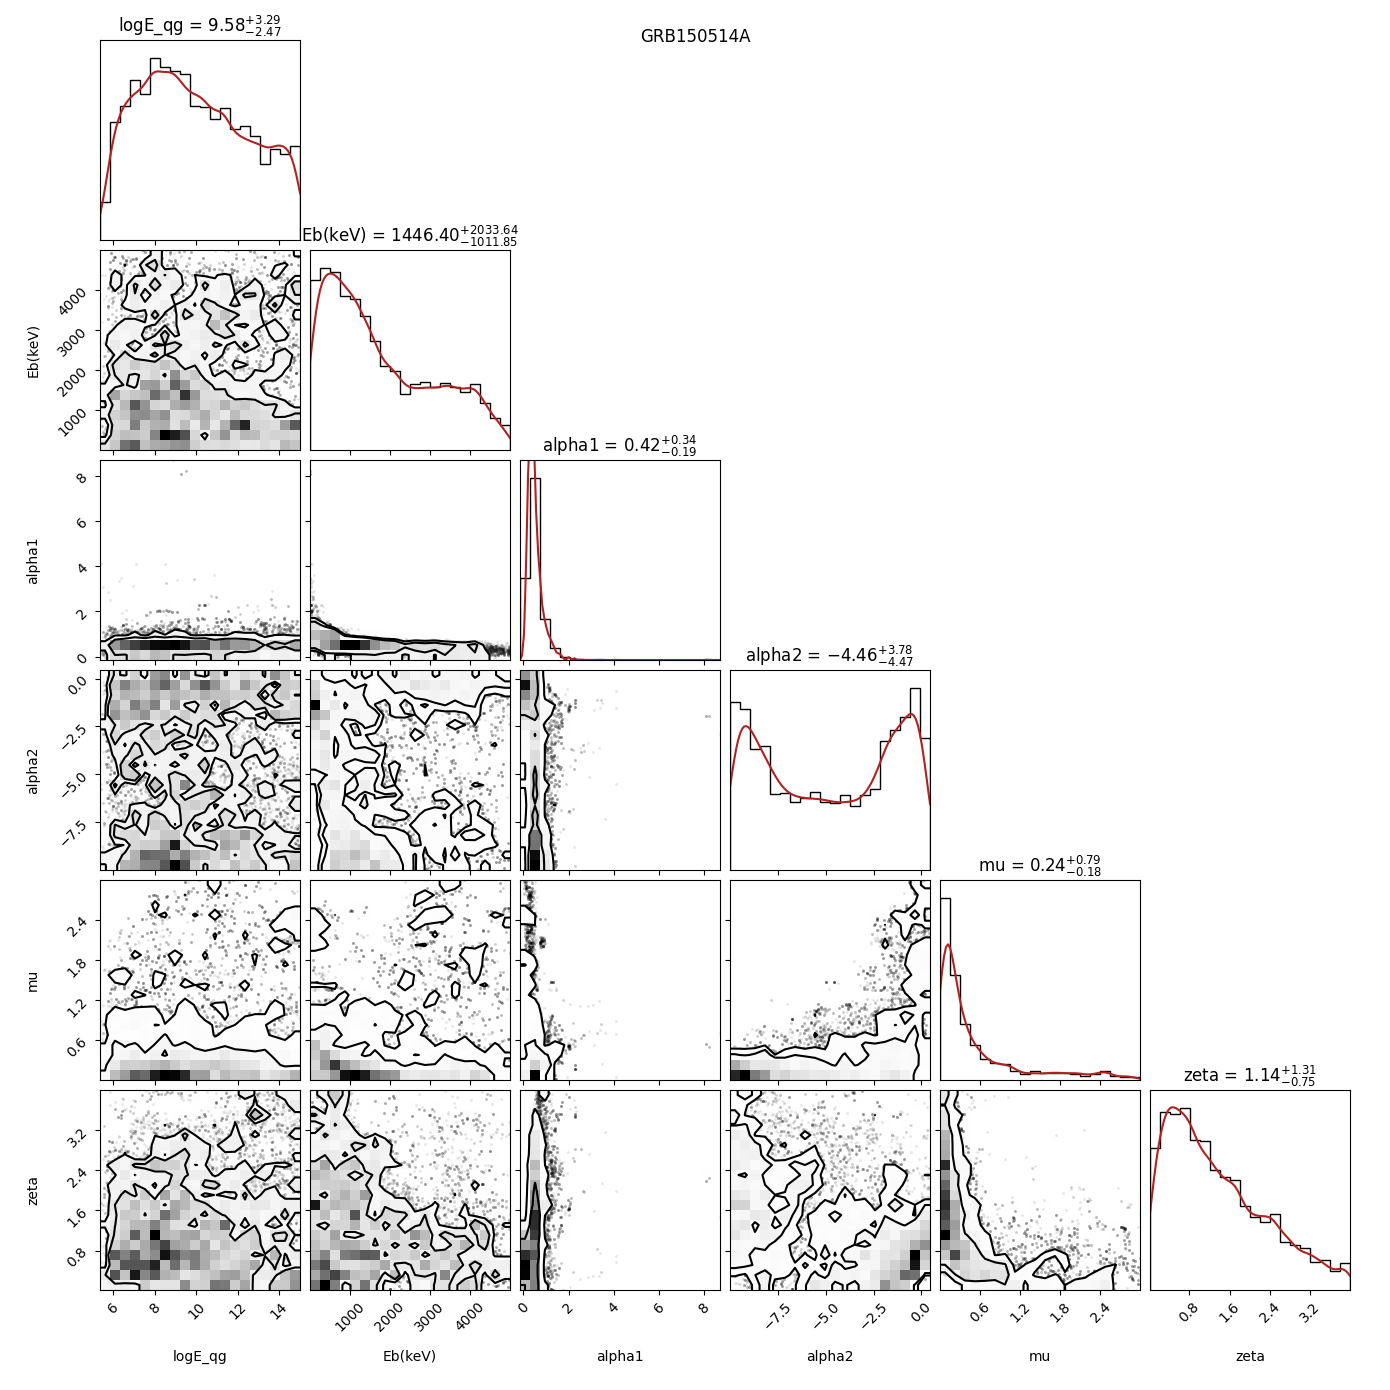 logE_qg = 9.58+3.29 −2.47
GRB150514A
Eb(keV) = 1446.40+2033.64 −1011.85
4000
3000
2000
1000
Eb(keV)
alpha1 = 0.42+0.34 −0.19
8
6
4
2
0
alpha1
alpha2 = −4.46+3.78 −4.47
0.0
−2.5
−5.0
−7.5
alpha2
mu = 0.24+0.79 −0.18
2.4
1.8
1.2
0.6
mu
zeta = 1.14+1.31 −0.75
3.2
2.4
1.6
0.8
zeta
6 8 10 12 14
1000 2000 3000 4000
0 2 4 6 8
−7.5 −5.0 −2.5 0.0
0.6 1.2 1.8 2.4
0.8 1.6 2.4 3.2
logE_qg Eb(keV) alpha1 alpha2 mu zeta